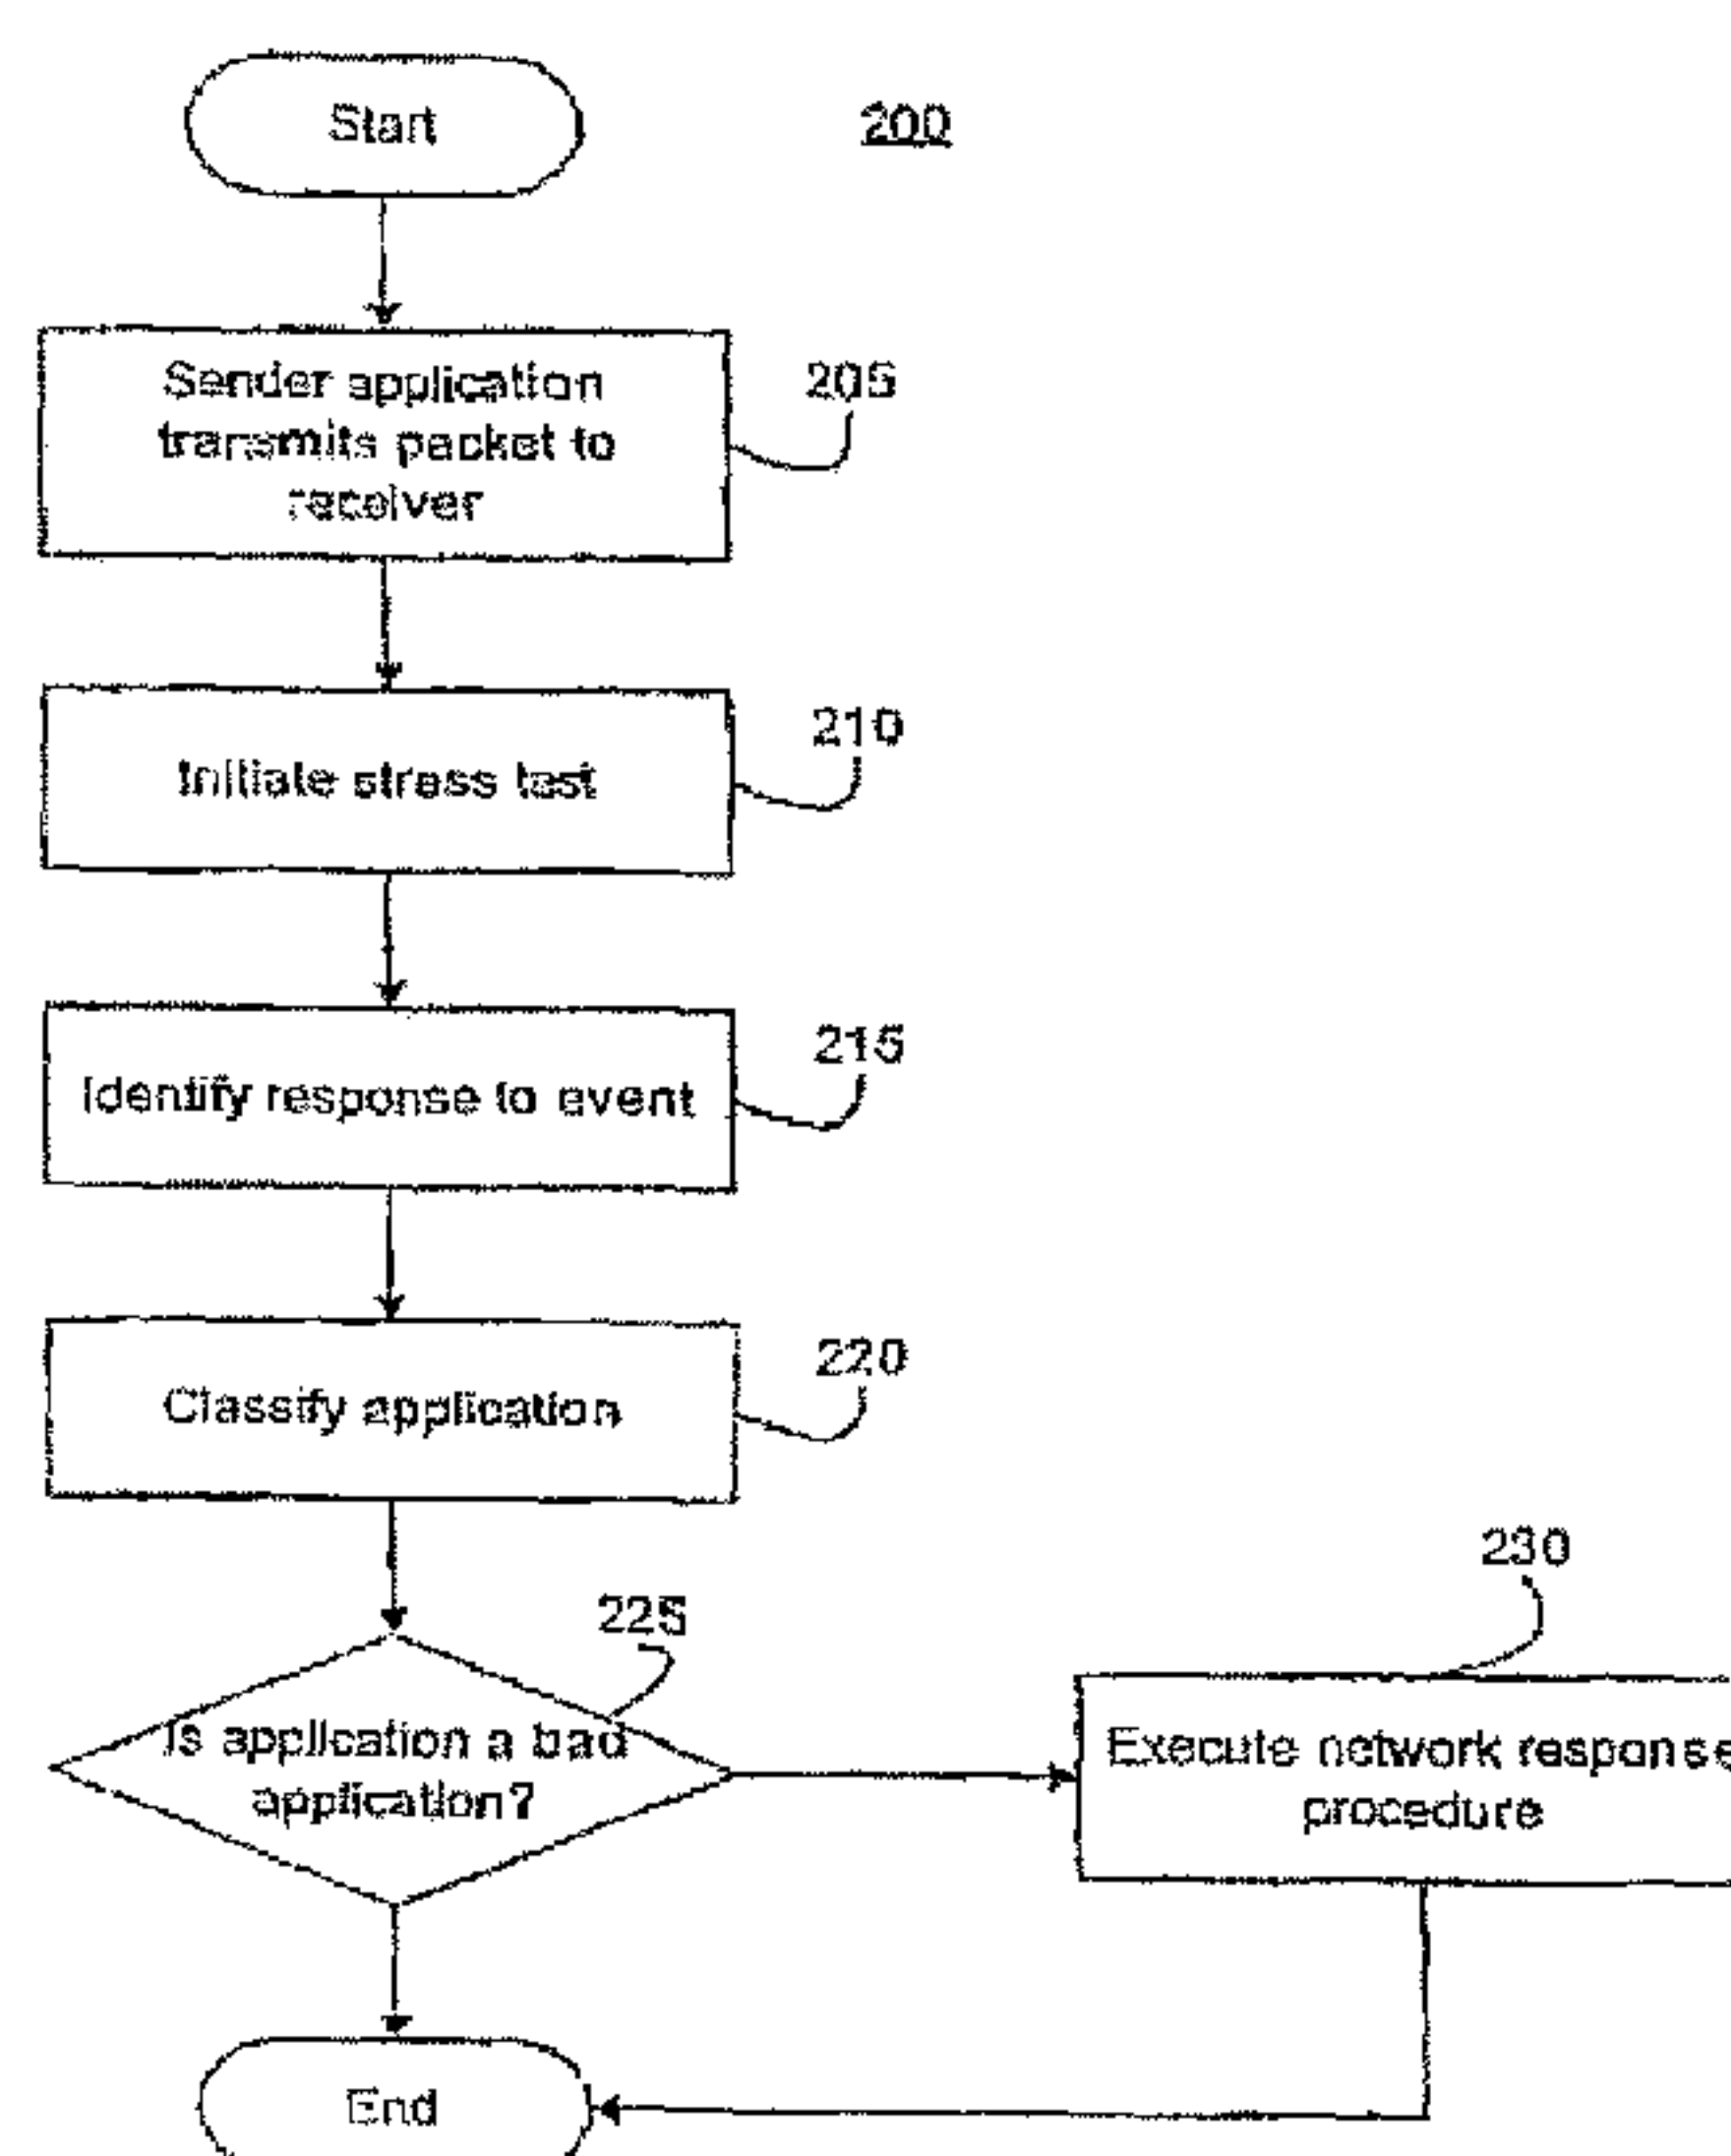 Start
200
Sender application
transmits packet to
receiver
205
210
Initiate stress test
215
Identify response to event
220
Classify application
225
230
Is application a bad
application?
Execute network response
procedure
End